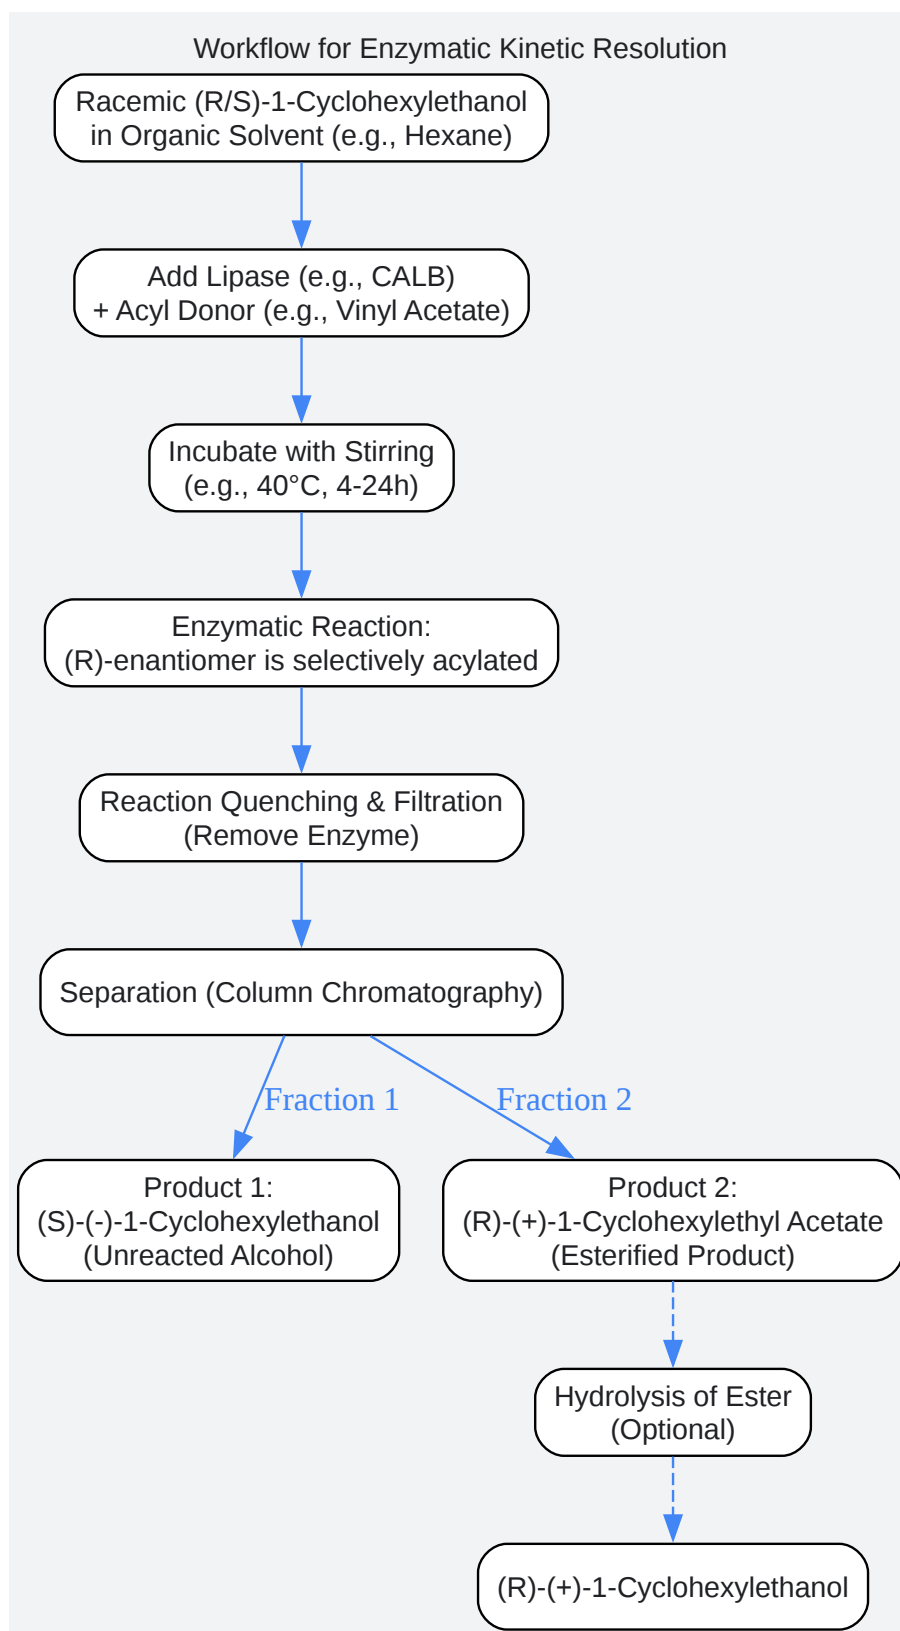 Workflow for Enzymatic Kinetic Resolution
Racemic (R/S)-1-Cyclohexylethanol
in Organic Solvent (e.g., Hexane)
Add Lipase (e.g., CALB)
+ Acyl Donor (e.g., Vinyl Acetate)
Incubate with Stirring
(e.g., 40°C, 4-24h)
Enzymatic Reaction:
(R)-enantiomer is selectively acylated
Reaction Quenching & Filtration
(Remove Enzyme)
Separation (Column Chromatography)
Fraction 1
Fraction 2
Product 1:
(S)-(-)-1-Cyclohexylethanol
(Unreacted Alcohol)
Product 2:
(R)-(+)-1-Cyclohexylethyl Acetate
(Esterified Product)
Hydrolysis of Ester
(Optional)
(R)-(+)-1-Cyclohexylethanol